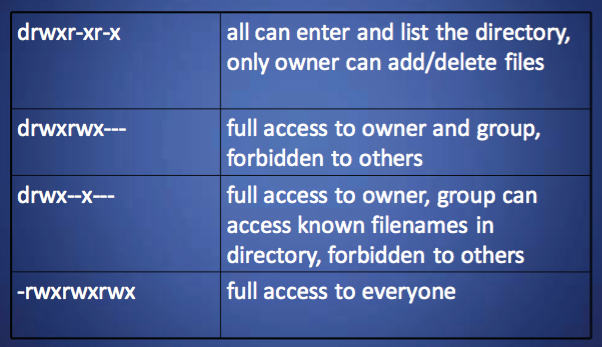 drwxr-xr-x
all can enter and list the directory,
only owner can add/delete files
drwxrwx---
full access to owner and group,
forbidden to others
drwx--x---
full access to owner, group can
access known filenames in
directory, forbidden to others
-rwxrwxrwx
full access to everyone